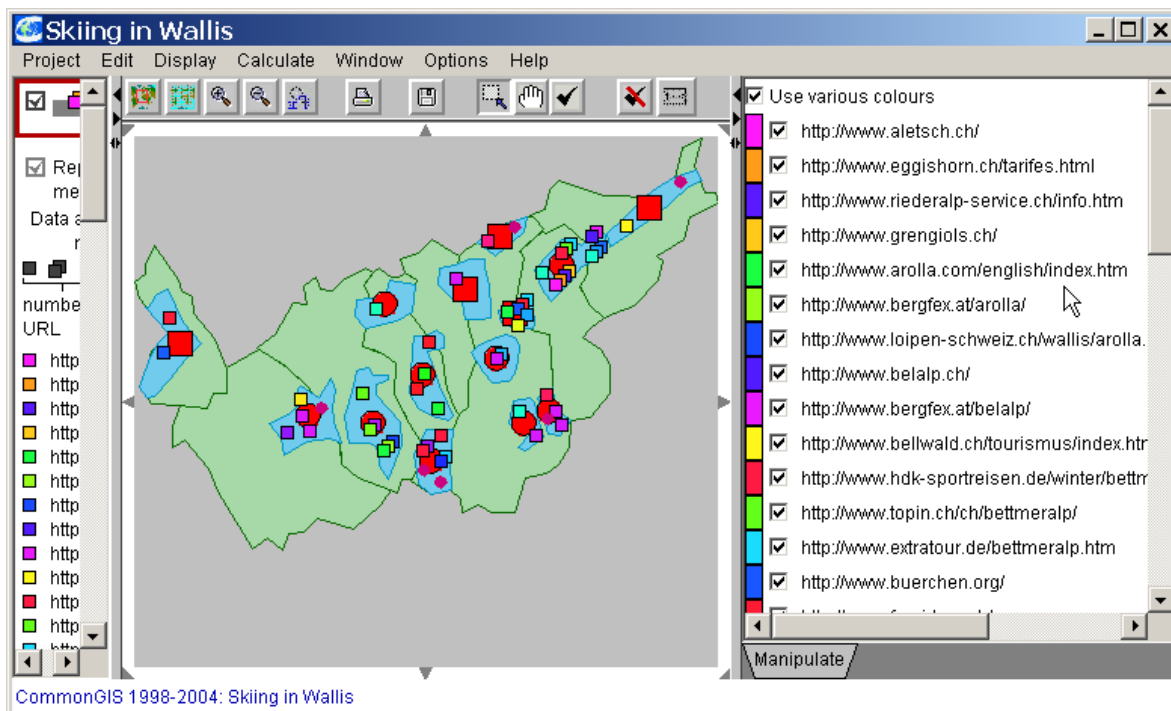 Skiing in Wallis
Project Edit Display Calculate Window Options Help
Use various colours
http://www.aletsch.ch/
http://www.eggishorn.ch/tarifes.html
http://www.riederalp-service.ch/info.htm
http://www.grengiols.ch/
http://www.arolla.com/english/index.htm
http://www.bergfex.at/arolla/
http://www.loipen-schweiz.ch/wallis/arolla.
http://www.belalp.ch/
http://www.bergfex.at/belalp/
http://www.bellwald.ch/tourismus/index.htm
http://www.hdk-sportreisen.de/winter/bettm
http://www.topin.ch/ch/bettmeralp/
http://www.extratour.de/bettmeralp.htm
http://www.buerchen.org/
Rep
me
Data a
numbe
URL
http
http
http
http
http
http
http
http
http
http
http
http
Manipulate
CommonGIS 1998-2004: Skiing in Wallis